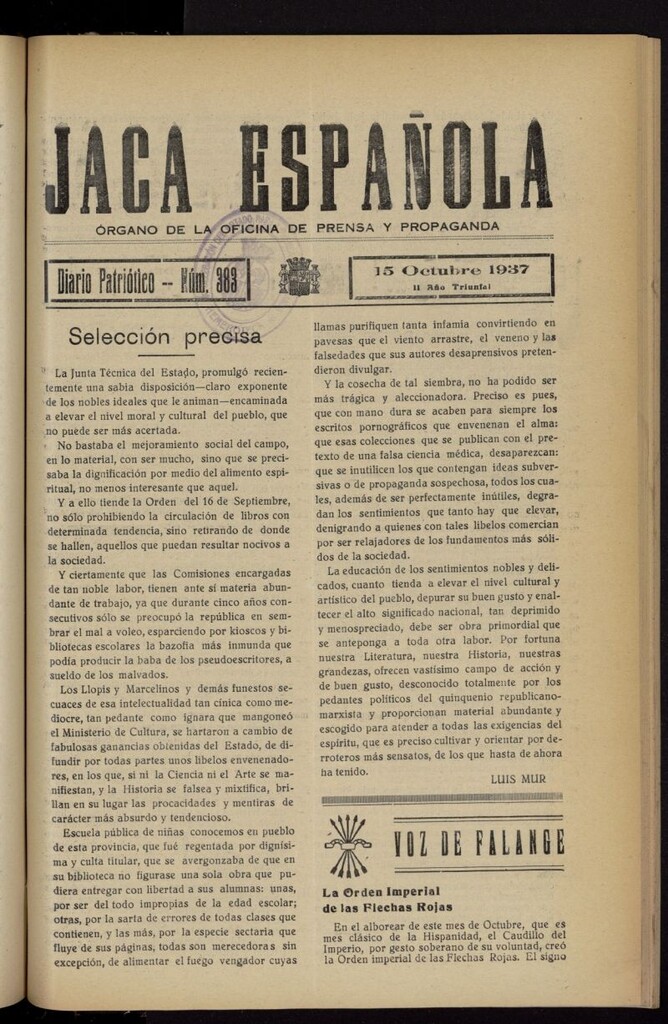 JACA ESPAÑOLA
ÓRGANO DE LA OFICINA DE PRENSA Y PROPAGANDA
Diario Patriótico -- Núm. 383
15 Octubre 1937
II Año Triunfal
Selección precisa
La Junta Técnica del Estado, promulgó recien-
temente una sabia disposición—claro exponente
de los nobles ideales que le animan—encaminada
a elevar el nivel moral y cultural del pueblo, que
no puede ser más acertada.
No bastaba el mejoramiento social del campo,
en lo material, con ser mucho, sino que se preci-
saba la dignificación por medio del alimento espi-
ritual, no menos interesante que aquel.
Y a ello tiende la Orden del 16 de Septiembre,
no sólo prohibiendo la circulación de libros con
determinada tendencia, sino retirando de donde
se hallen, aquellos que puedan resultar nocivos a
la sociedad.
Y ciertamente que las Comisiones encargadas
de tan noble labor, tienen ante sí materia abun-
dante de trabajo, ya que durante cinco años con-
secutivos sólo se preocupó la república en sem-
brar el mal a voleo, esparciendo por kioscos y bi-
bliotecas escolares la bazofia más inmunda que
podía producir la baba de los pseudoescritores, a
sueldo de los malvados.
Los Llopis y Marcelinos y demás funestos se-
cuaces de esa intelectualidad tan cínica como me-
diocre, tan pedante como ignara que mangoneó
el Ministerio de Cultura, se hartaron a cambio de
fabulosas ganancias obtenidas del Estado, de di-
fundir por todas partes unos libelos envenenado-
res, en los que, si ni la Ciencia ni el Arte se ma-
nifiestan, y la Historia se falsea y mixtifica, bri-
llan en su lugar las procacidades y mentiras de
carácter más absurdo y tendencioso.
Escuela pública de niñas conocemos en pueblo
de esta provincia, que fué regentada por dignísi-
ma y culta titular, que se avergonzaba de que en
su biblioteca no figurase una sola obra que pu-
diera entregar con libertad a sus alumnas: unas,
por ser del todo impropias de la edad escolar;
otras, por la sarta de errores de todas clases que
contienen, y las más, por la especie sectaria que
fluye de sus páginas, todas son merecedoras sin
excepción, de alimentar el fuego vengador cuyas
llamas purifiquen tanta infamia convirtiendo en
pavesas que el viento arrastre, el veneno y las
falsedades que sus autores desaprensivos preten-
dieron divulgar.
Y la cosecha de tal siembra, no ha podido ser
más trágica y aleccionadora. Preciso es pues,
que con mano dura se acaben para siempre los
escritos pornográficos que envenenan el alma:
que esas colecciones que se publican con el pre-
texto de una falsa ciencia médica, desaparezcan:
que se inutilicen los que contengan ideas subver-
sivas o de propaganda sospechosa, todos los cua-
les, además de ser perfectamente inútiles, degra-
dan los sentimientos que tanto hay que elevar,
denigrando a quienes con tales libelos comercian
por ser relajadores de los fundamentos más sóli-
dos de la sociedad.
La educación de los sentimientos nobles y deli-
cados, cuanto tienda a elevar el nivel cultural y
artístico del pueblo, depurar su buen gusto y enal-
tecer el alto significado nacional, tan deprimido
y menospreciado, debe ser obra primordial que
se anteponga a toda otra labor. Por fortuna
nuestra Literatura, nuestra Historia, nuestras
grandezas, ofrecen vastísimo campo de acción y
de buen gusto, desconocido totalmente por los
pedantes políticos del quinquenio republicano-
marxista y proporcionan material abundante y
escogido para atender a todas las exigencias del
espíritu, que es preciso cultivar y orientar por de-
rroteros más sensatos, de los que hasta de ahora
ha tenido.
LUIS MUR
VOZ DE FALANGE
La Orden Imperial
de las Flechas Rojas
En el alborear de este mes de Octubre, que es
mes clásico de la Hispanidad, el Caudillo del
Imperio, por gesto soberano de su voluntad, creó
la Orden imperial de las Flechas Rojas. El signo